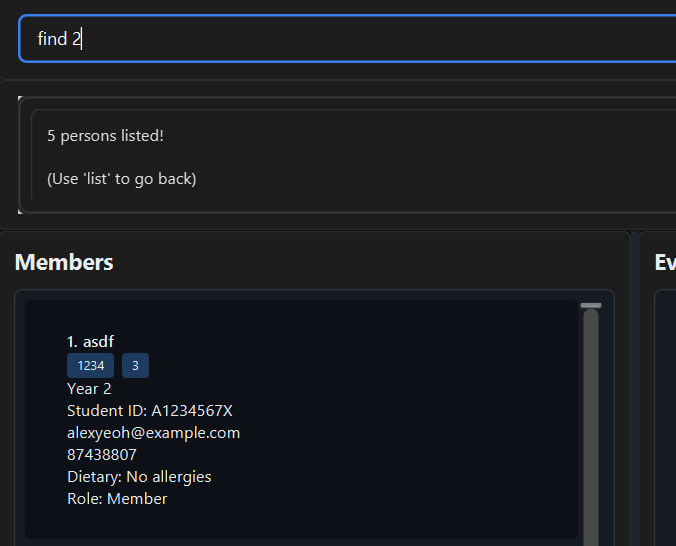 find 2
5 persons listed!
(Use 'list' to go back)
Members
Ev
1. asdf
1234 3
Year 2
Student ID: A1234567X
alexyeoh@example.com
87438807
Dietary: No allergies
Role: Member